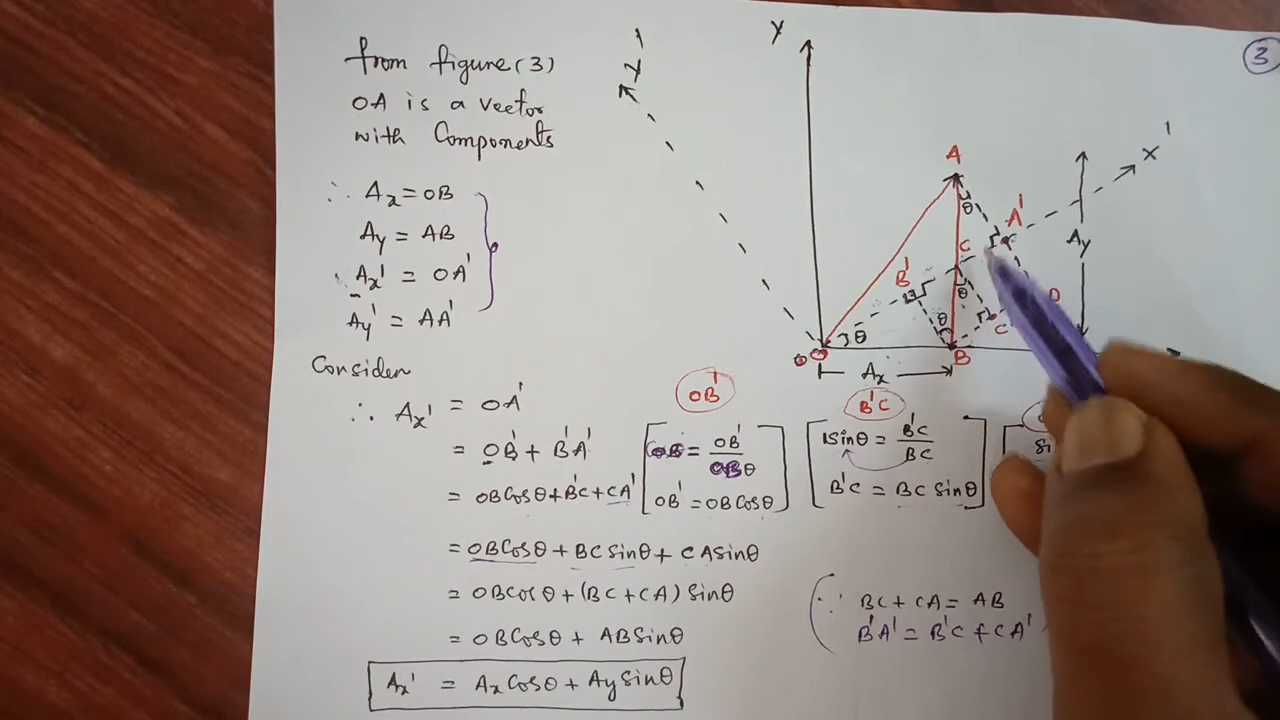 from figure (3)
OA is a vector
with Components
∴ Ax = OB
Ay = AB
Ax' = OA'
Ay' = AA'
Consider
∴ Ax' = OA'
= OB' + B'A'
= OB Cosθ + B'C + CA'
= OB Cosθ + BC Sinθ + CA Sinθ
= OB Cosθ + (BC + CA) Sinθ
= OB Cosθ + AB Sinθ
Ax' = Ax Cosθ + Ay Sinθ
OB'
= OB'
θ
OB' = OB Cosθ
B'C
Sinθ = B'C
BC
B'C = BC Sinθ
Si
∵ BC + CA = AB
B'A' = B'C + CA'
3
Y
Y'
X'
A
θ
A'
Ay
C
B'
θ
θ
C
D
θ
O
B
Ax